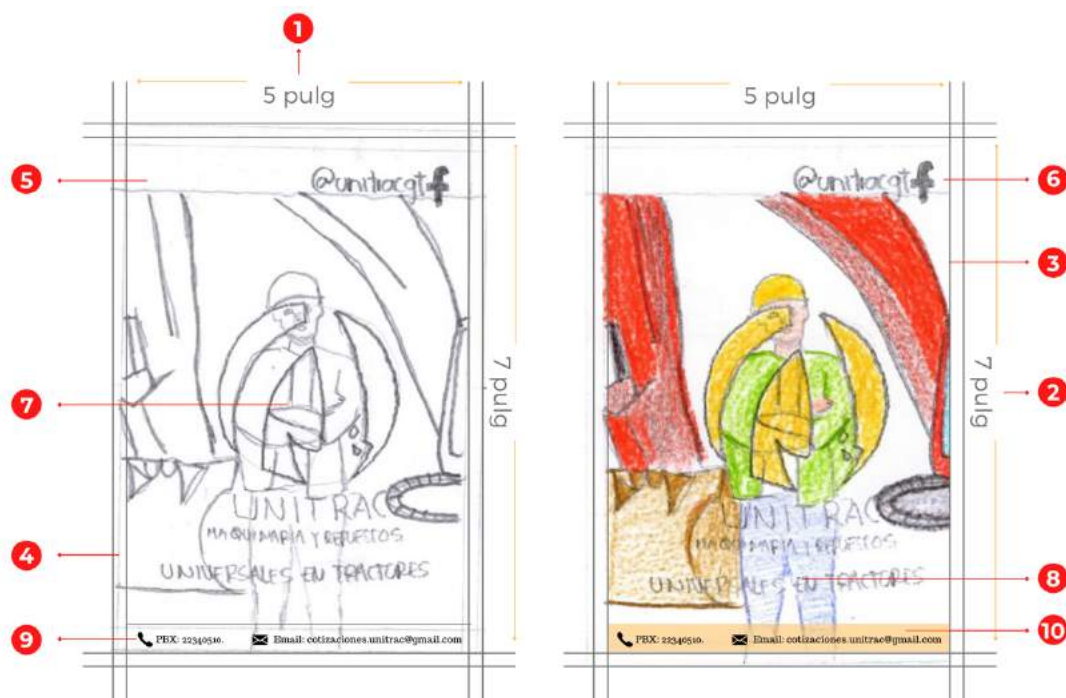 1
5 pulg
5 pulg
5
@unitracgt f
@unitracgt f
6
3
7 pulg
7 pulg
2
7
UNITRAC
MAQUINARIA Y REPUESTOS
UNIVERSALES EN TRACTORES
UNITRAC
MAQUINARIA Y REPUESTOS
UNIVERSALES EN TRACTORES
4
8
9
PBX: 22340510. Email: cotizaciones.unitrac@gmail.com
PBX: 22340510. Email: cotizaciones.unitrac@gmail.com
10